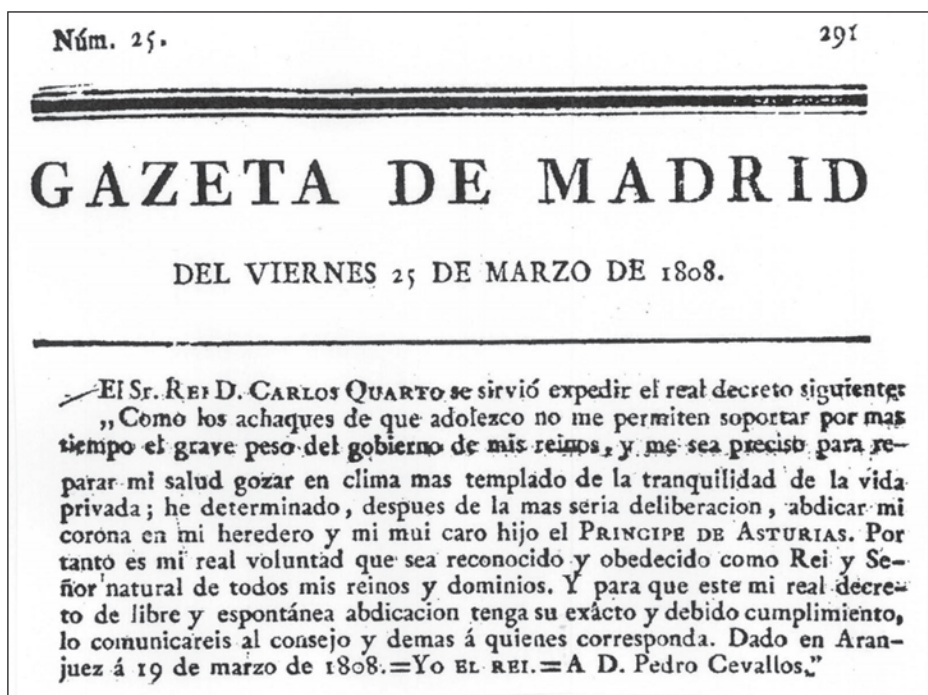 Núm. 25. 291
GAZETA DE MADRID
DEL VIERNES 25 DE MARZO DE 1808.
El Sr. REI D. CARLOS QUARTO se sirvió expedir el real decreto siguiente:
„Como los achaques de que adolezco no me permiten soportar por mas
tiempo el grave peso del gobierno de mis reinos, y me sea preciso para re-
parar mi salud gozar en clima mas templado de la tranquilidad de la vida
privada; he determinado, despues de la mas seria deliberacion, abdicar mi
corona en mi heredero y mi mui caro hijo el PRINCIPE DE ASTURIAS. Por
tanto es mi real voluntad que sea reconocido y obedecido como Rei y Se-
ñor natural de todos mis reinos y dominios. Y para que este mi real decre-
to de libre y espontánea abdicacion tenga su exâcto y debido cumplimiento,
lo comunicareis al consejo y demas á quienes corresponda. Dado en Aran-
juez á 19 de marzo de 1808.=YO EL REI.=A D. Pedro Cevallos.”